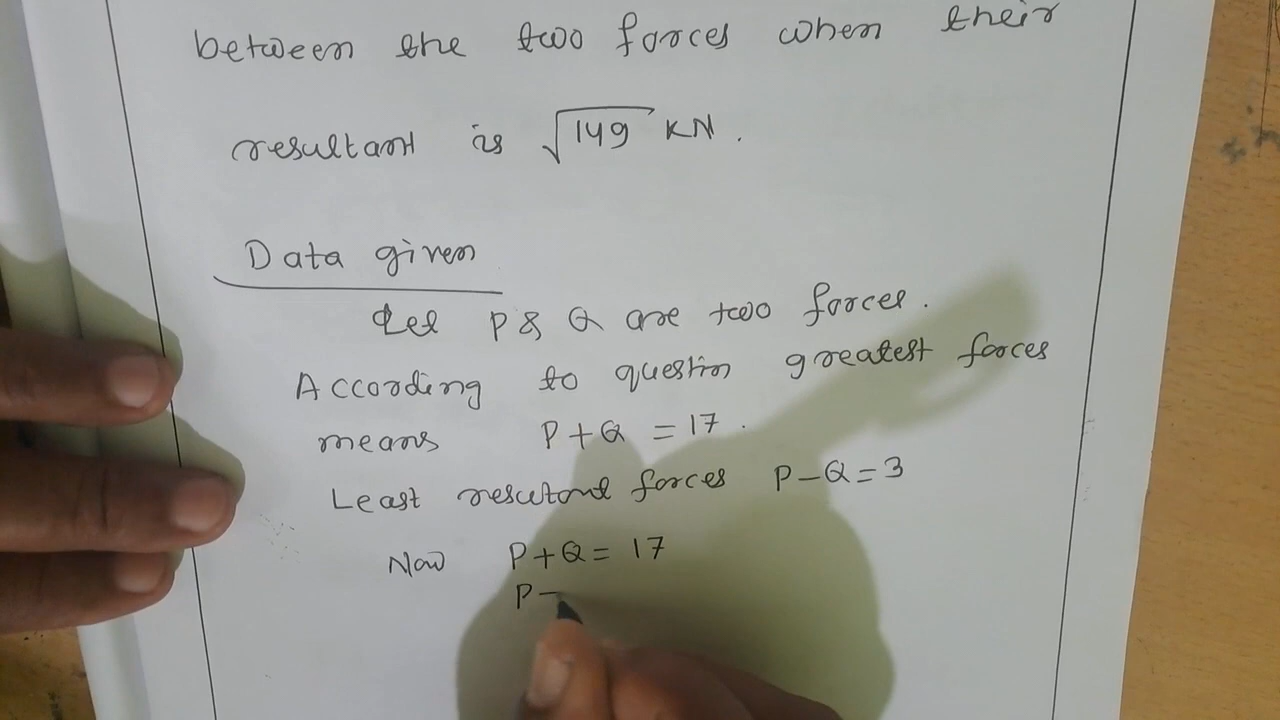 between the two forces when their
resultant is √149 KN.
Data given
Let P & Q are two forces.
According to question greatest forces
means P+Q = 17.
Least resultant forces P-Q=3
Now P+Q= 17
P-